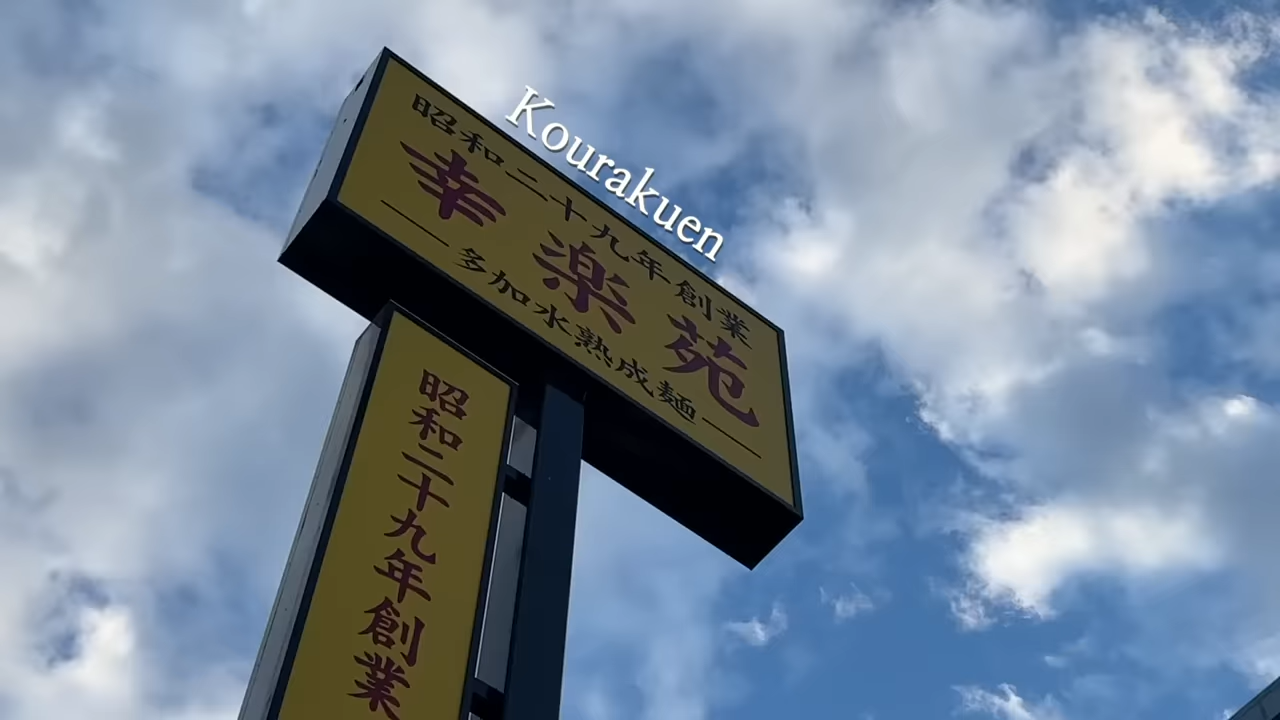 Kourakuen
昭和二十九年創業
幸楽苑
多加水熟成麺
昭和二十九年創業